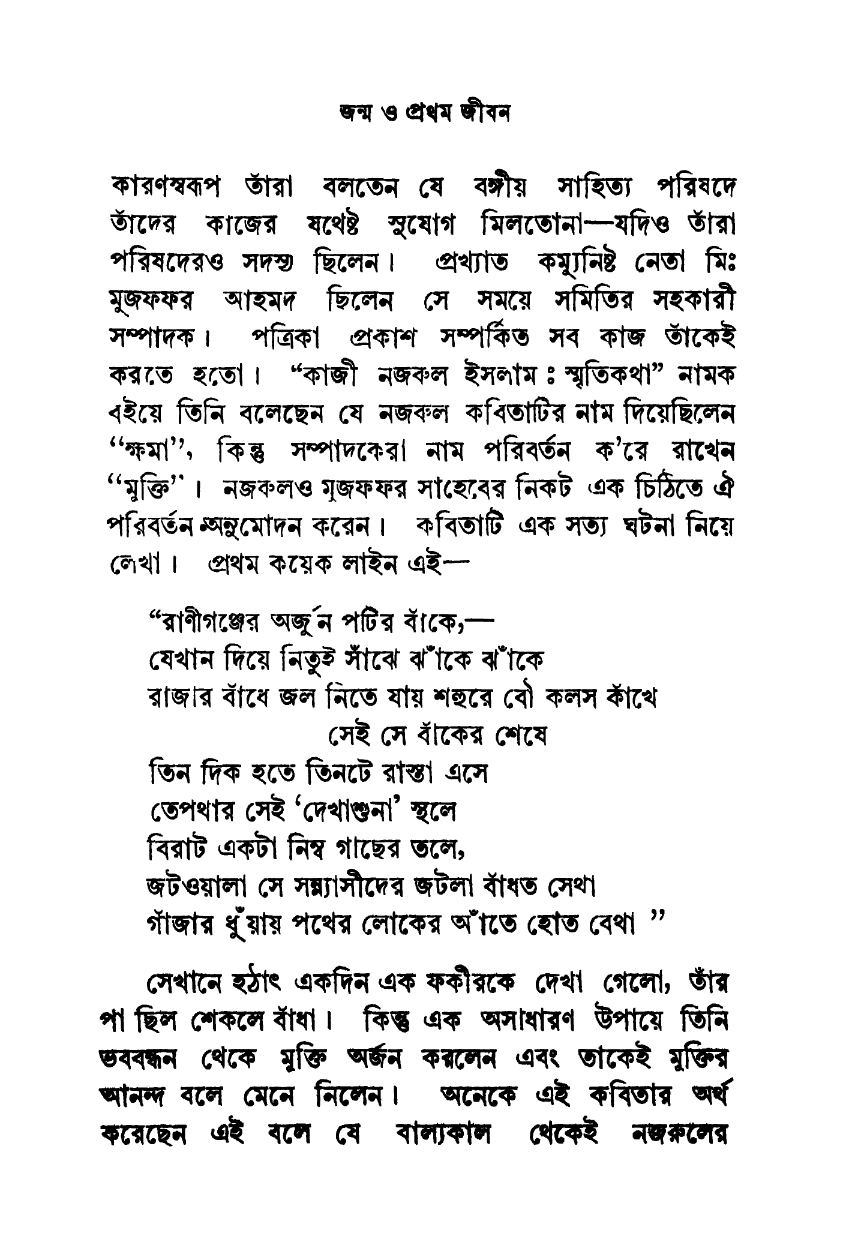 জন্ম ও প্রথম জীবন
কারণস্বরূপ তাঁরা বলতেন যে বঙ্গীয় সাহিত্য পরিষদে
তাঁদের কাজের যথেষ্ট সুযোগ মিলতোনা—যদিও তাঁরা
পরিষদেরও সদস্য ছিলেন। প্রখ্যাত কম্যুনিষ্ট নেতা মিঃ
মুজফফর আহমদ ছিলেন সে সময়ে সমিতির সহকারী
সম্পাদক। পত্রিকা প্রকাশ সম্পর্কিত সব কাজ তাঁকেই
করতে হতো। “কাজী নজরুল ইসলাম : স্মৃতিকথা” নামক
বইয়ে তিনি বলেছেন যে নজরুল কবিতাটির নাম দিয়েছিলেন
“ক্ষমা”, কিন্তু সম্পাদকেরা নাম পরিবর্তন ক'রে রাখেন
“মুক্তি”। নজরুলও মুজফফর সাহেবের নিকট এক চিঠিতে ঐ
পরিবর্তন অনুমোদন করেন। কবিতাটি এক সত্য ঘটনা নিয়ে
লেখা। প্রথম কয়েক লাইন এই—
“রাণীগঞ্জের অর্জুন পটির বাঁকে,—
যেখান দিয়ে নিতুই সাঁঝে ঝাঁকে ঝাঁকে
রাজার বাঁধে জল নিতে যায় শহুরে বৌ কলস কাঁখে
সেই সে বাঁকের শেষে
তিন দিক হতে তিনটে রাস্তা এসে
তেপথার সেই ‘দেখাশুনা’ স্থলে
বিরাট একটা নিম্ব গাছের তলে,
জটওয়ালা সে সন্ন্যাসীদের জটলা বাঁধত সেথা
গাঁজার ধুঁয়ায় পথের লোকের আঁতে হোত বেথা ”
সেখানে হঠাৎ একদিন এক ফকীরকে দেখা গেলো, তাঁর
পা ছিল শেকলে বাঁধা। কিন্তু এক অসাধারণ উপায়ে তিনি
ভববন্ধন থেকে মুক্তি অর্জন করলেন এবং তাকেই মুক্তির
আনন্দ বলে মেনে নিলেন। অনেকে এই কবিতার অর্থ
করেছেন এই বলে যে বাল্যকাল থেকেই নজরুলের